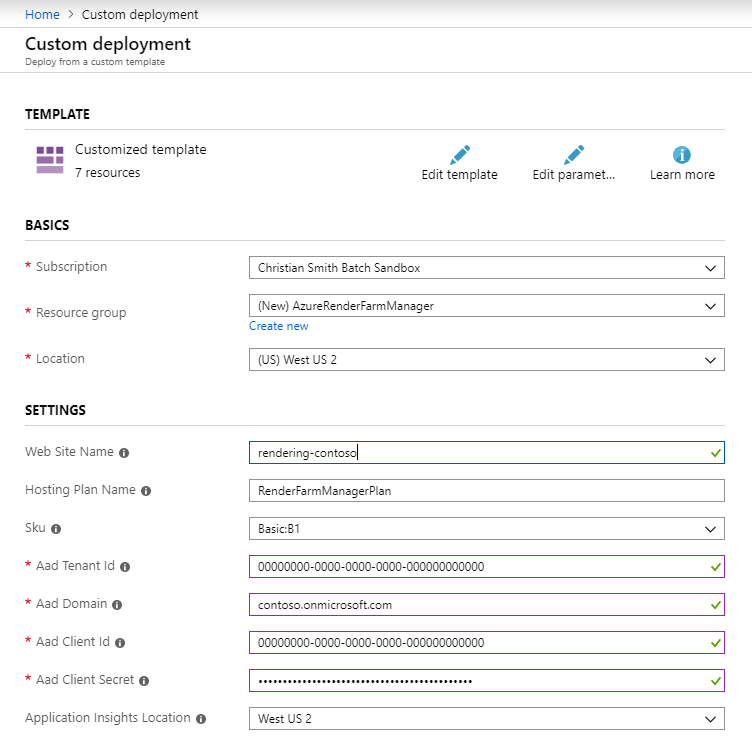 Home > Custom deployment
Custom deployment
Deploy from a custom template
TEMPLATE
Customized template
7 resources
Edit template
Edit paramet...
Learn more
BASICS
* Subscription
Christian Smith Batch Sandbox
* Resource group
(New) AzureRenderFarmManager
Create new
* Location
(US) West US 2
SETTINGS
Web Site Name
rendering-contoso
Hosting Plan Name
RenderFarmManagerPlan
Sku
Basic:B1
* Aad Tenant Id
00000000-0000-0000-0000-000000000000
* Aad Domain
contoso.onmicrosoft.com
* Aad Client Id
00000000-0000-0000-0000-000000000000
* Aad Client Secret
••••••••••••••••••••••••••••••••••••••••••••
Application Insights Location
West US 2